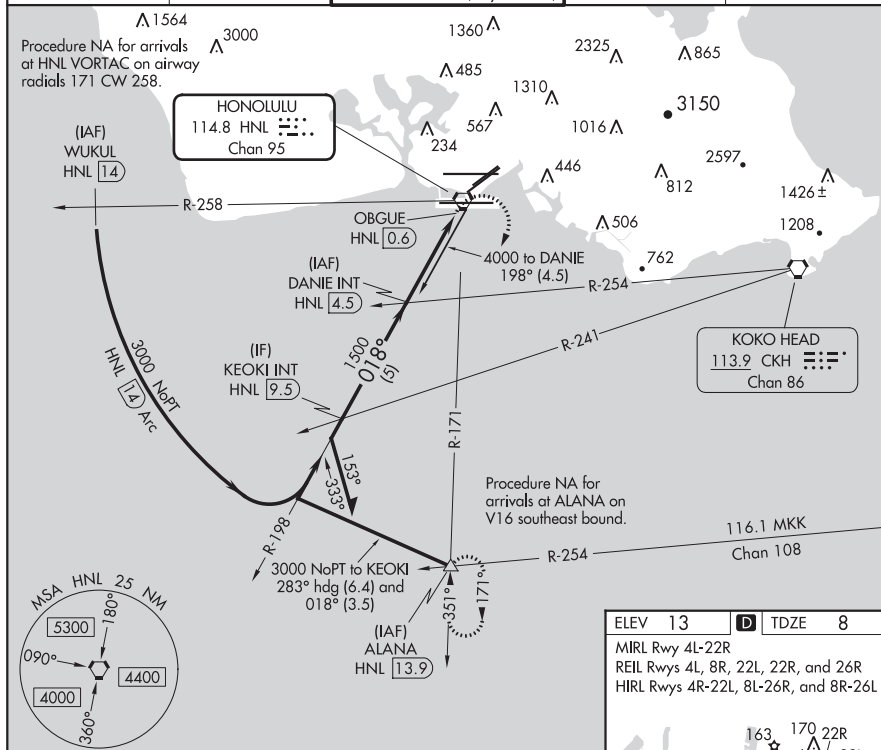 1564
3000
1360
2325
865
Procedure NA for arrivals
at HNL VORTAC on airway
radials 171 CW 258.
485
1310
3150
HONOLULU
114.8 HNL
Chan 95
567
234
1016
446
2597
812
1426 ±
(IAF)
WUKUL
HNL 14
R-258
OBGUE
HNL 0.6
506
1208
762
4000 to DANIE
198° (4.5)
(IAF)
DANIE INT
HNL 4.5
R-254
R-241
KOKO HEAD
113.9 CKH
Chan 86
3000 NoPT
HNL 14 Arc
(IF)
KEOKI INT
HNL 9.5
1500
018°
(5)
R-171
153°
333°
R-198
Procedure NA for
arrivals at ALANA on
V16 southeast bound.
116.1 MKK
Chan 108
R-254
3000 NoPT to KEOKI
283° hdg (6.4) and
018° (3.5)
351°
171°
(IAF)
ALANA
HNL 13.9
MSA HNL 25 NM
180°
5300
090°
4400
4000
360°
ELEV 13 D TDZE 8
MIRL Rwy 4L-22R
REIL Rwys 4L, 8R, 22L, 22R, and 26R
HIRL Rwys 4R-22L, 8L-26R, and 8R-26L
163
170
22R